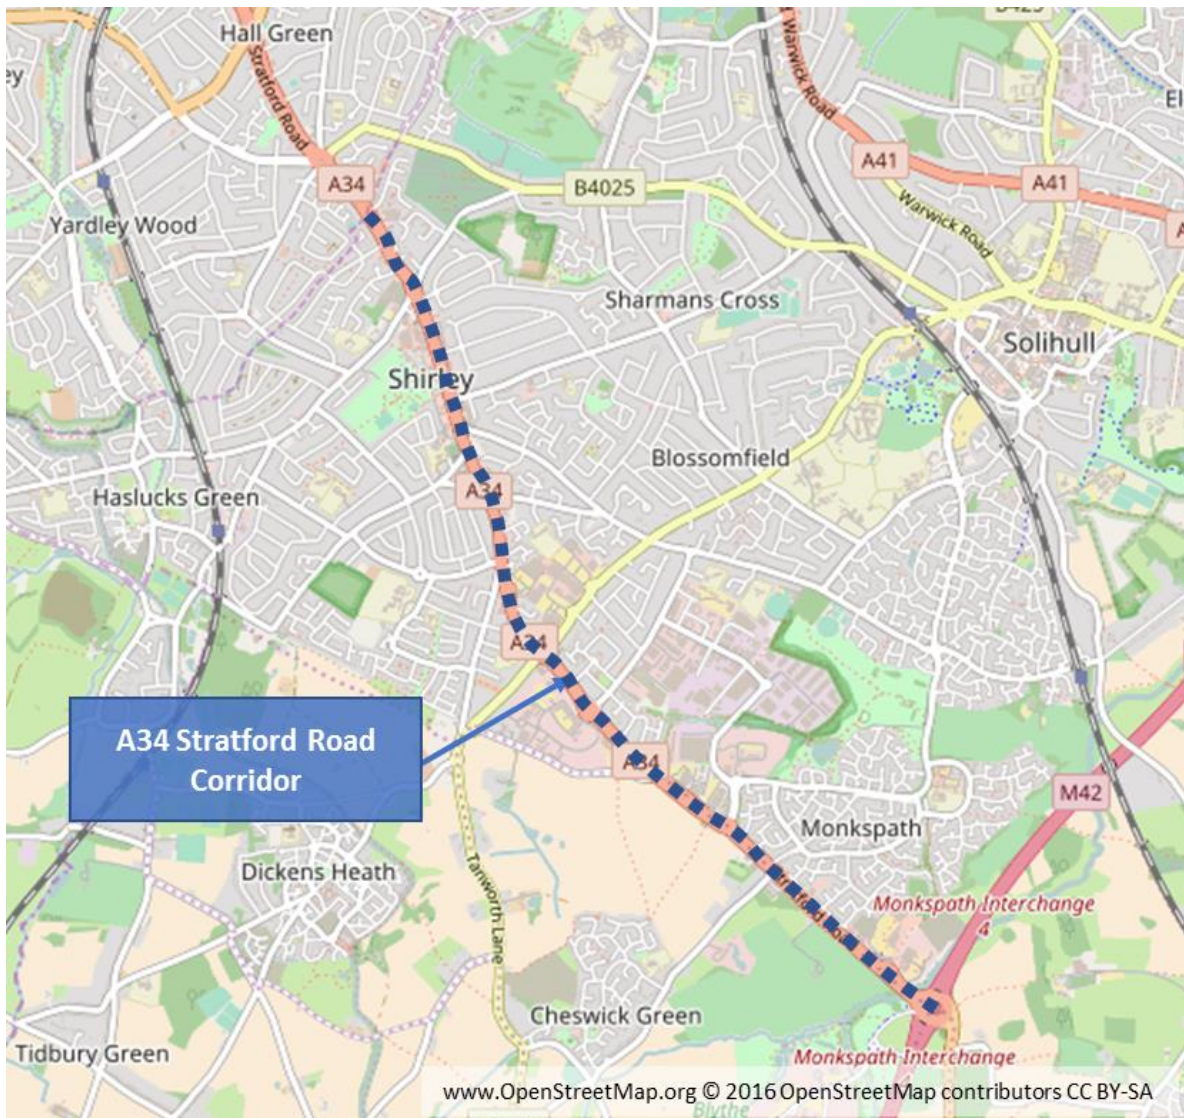 Hall Green
B425
Stratford Road
Warwick Road
A34
A41
A41
B4025
Warwick Road
Yardley Wood
Sharmans Cross
Solihull
Shirley
Blossomfield
A34
Haslucks Green
A34
A34 Stratford Road
Corridor
A34
M42
Monkspath
Dickens Heath
Tanworth Lane
Monkspath Interchange
4
Cheswick Green
Tidbury Green
Monkspath Interchange
www.OpenStreetMap.org © 2016 OpenStreetMap contributors CC BY-SA
Blythe